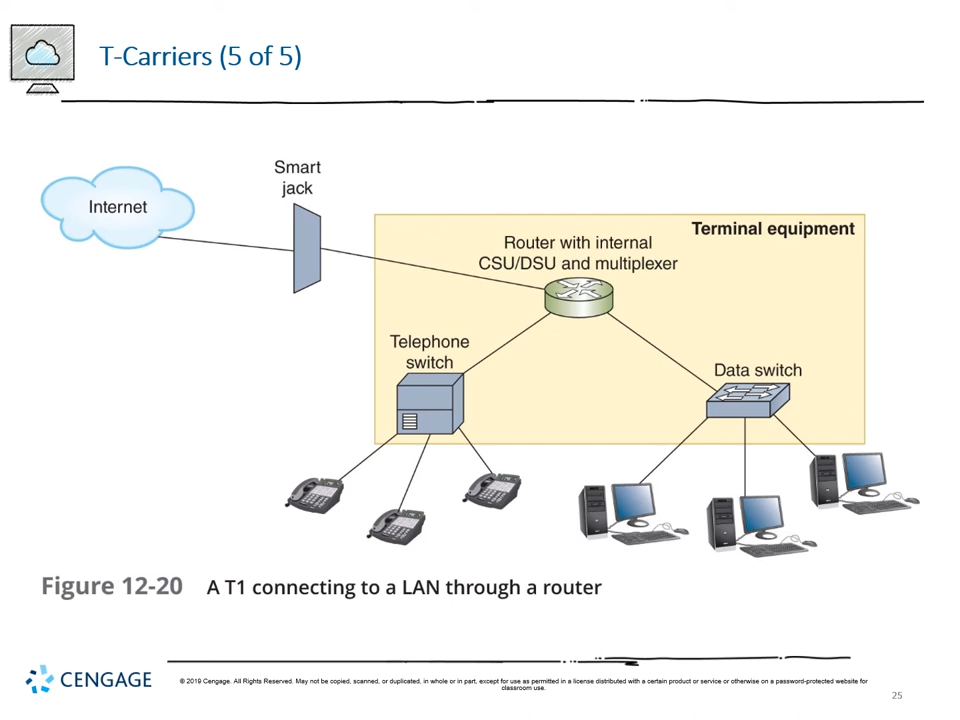 T-Carriers (5 of 5)
Smart
jack
Internet
Terminal equipment
Router with internal
CSU/DSU and multiplexer
Telephone
switch
Data switch
Figure 12-20 A T1 connecting to a LAN through a router
CENGAGE
© 2019 Cengage. All Rights Reserved. May not be copied, scanned, or duplicated, in whole or in part, except for use as permitted in a license distributed with a certain product or service or otherwise on a password-protected website for
classroom use.
25